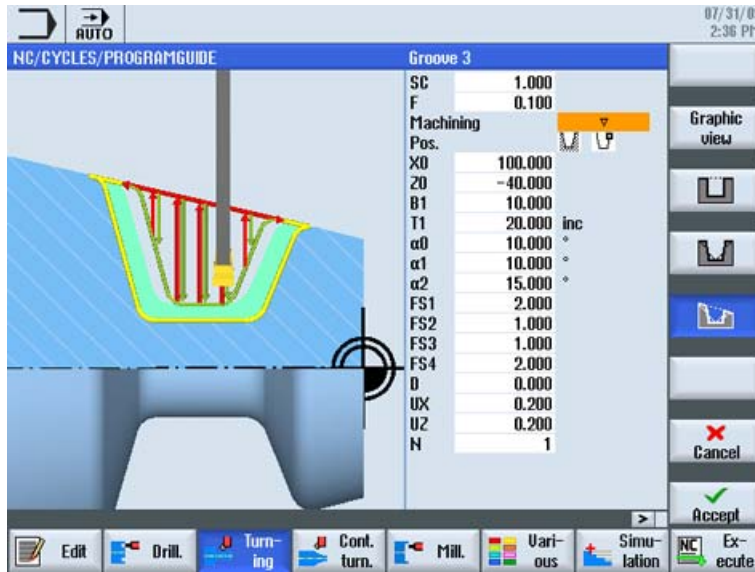 AUTO
07/31/0
2:36 P
NC/CYCLES/PROGRAMGUIDE
Groove 3
SC 1.000
F 0.100
Machining ▽
Pos.
X0 100.000
Z0 -40.000
B1 10.000
T1 20.000 inc
α0 10.000 °
α1 10.000 °
α2 15.000 °
FS1 2.000
FS2 1.000
FS3 1.000
FS4 2.000
D 0.000
UX 0.200
UZ 0.200
N 1
Graphic
view
Cancel
Accept
>
Edit
Drill.
Turn-
ing
Cont.
turn.
Mill.
Vari-
ous
Simu-
lation
NC
Ex-
ecute